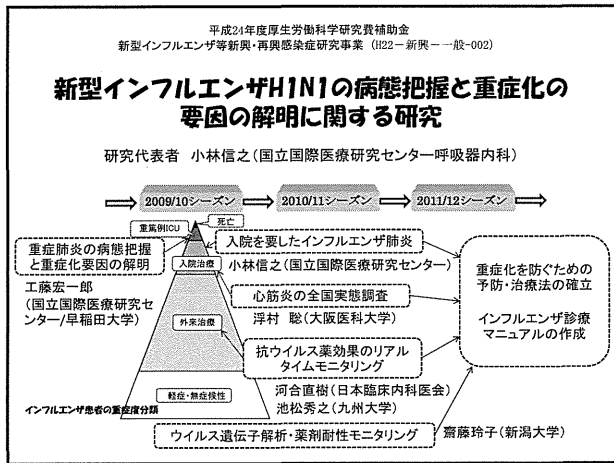 平成24年度厚生労働科学研究費補助金
新型インフルエンザ等新興・再興感染症研究事業 (H22－新興－一般-002)
新型インフルエンザH1N1の病態把握と重症化の
要因の解明に関する研究
研究代表者 小林信之(国立国際医療研究センター呼吸器内科)
2009/10シーズン
2010/11シーズン
2011/12シーズン
死亡
重篤例ICU
重症肺炎の病態把握
と重症化要因の解明
工藤宏一郎
(国立国際医療研究セ
ンター/早稲田大学)
入院治療
外来治療
軽症・無症候性
インフルエンザ患者の重症度分類
入院を要したインフルエンザ肺炎
小林信之(国立国際医療研究センター)
心筋炎の全国実態調査
浮村 聡(大阪医科大学)
抗ウイルス薬効果のリアル
タイムモニタリング
河合直樹(日本臨床内科医会)
池松秀之(九州大学)
ウイルス遺伝子解析・薬剤耐性モニタリング
齋藤玲子(新潟大学)
重症化を防ぐための
予防・治療法の確立
インフルエンザ診療
マニュアルの作成